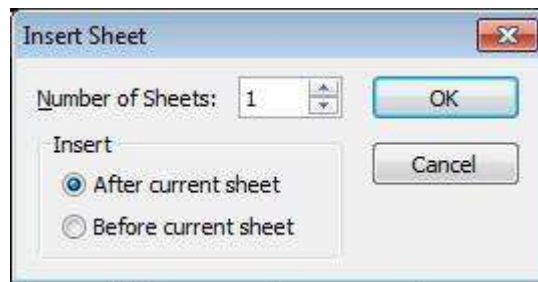 Insert Sheet
Number of Sheets: 1
OK
Insert
Cancel
After current sheet
Before current sheet